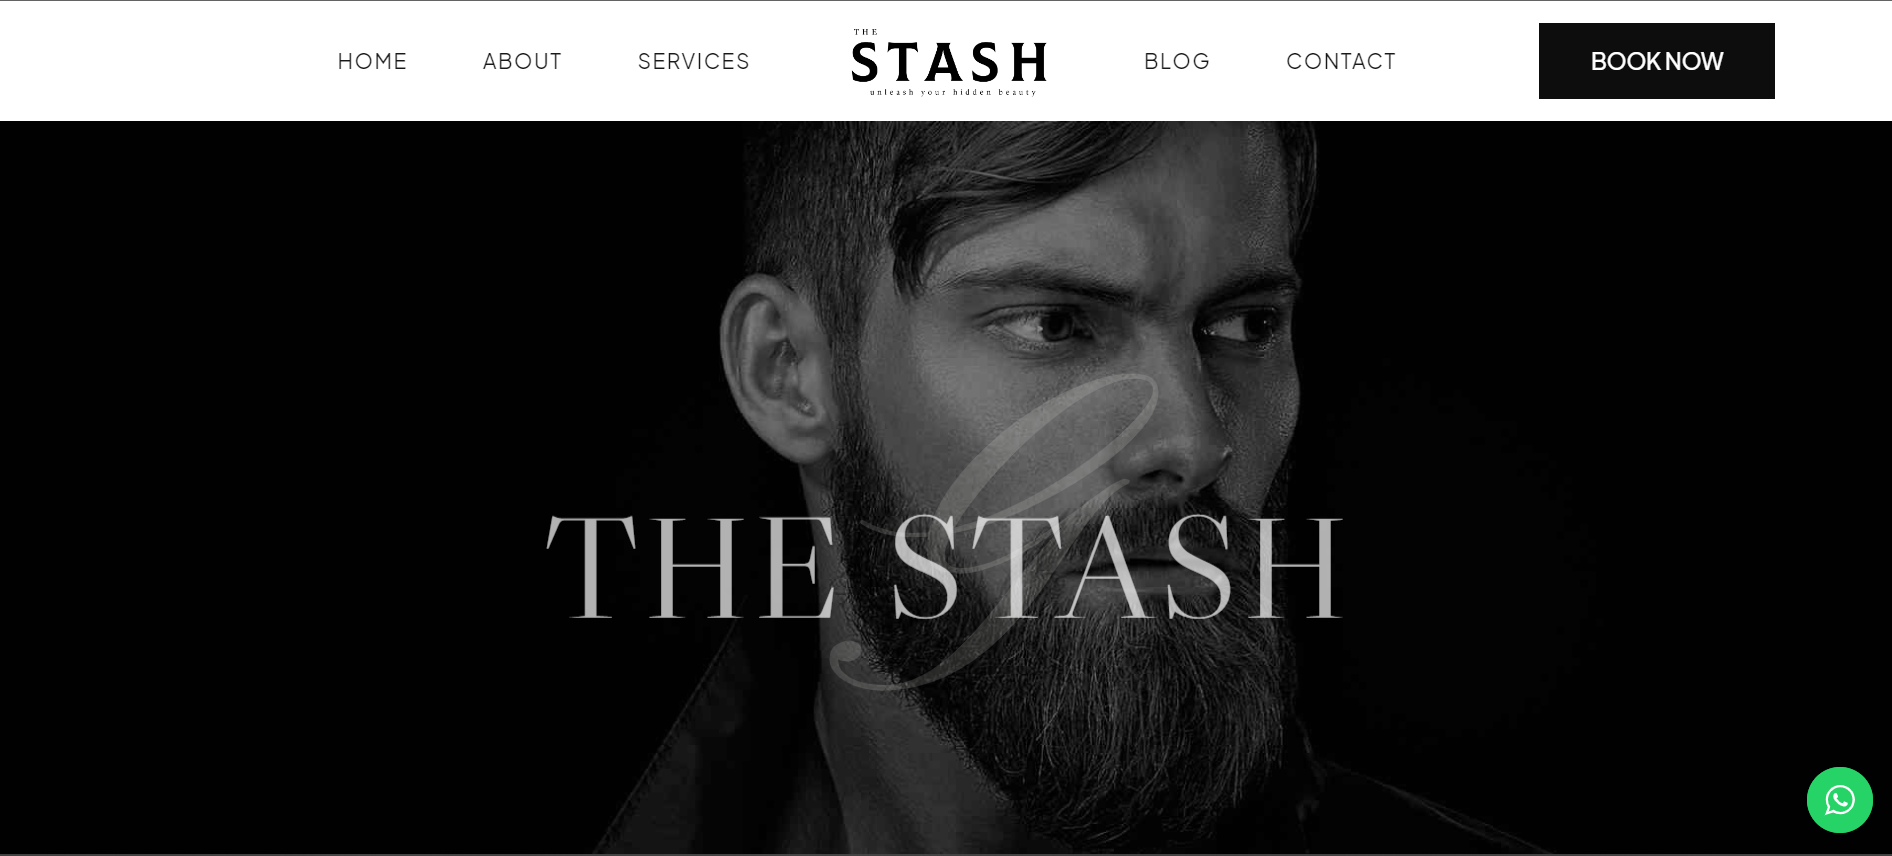 HOME ABOUT SERVICES
THE
STASH
unleash your hidden beauty
BLOG CONTACT
BOOK NOW
G
THE STASH